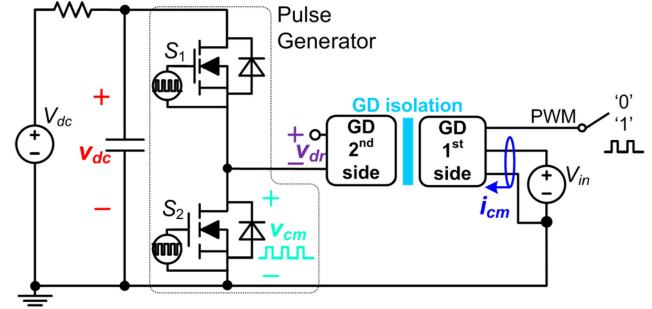 Pulse
Generator
S1
Vdc
+
vdc
−
GD isolation
+
vdr
−
GD
2nd
side
GD
1st
side
PWM
‘0’
‘1’
+
−
Vin
icm
S2
+
vcm
−
+
−